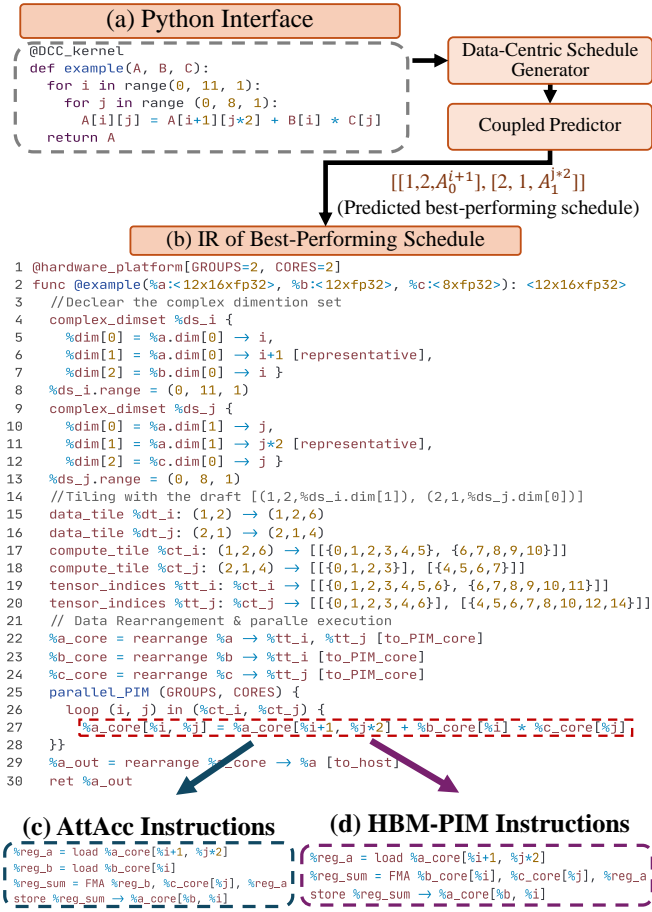 (a) Python Interface
@DCC_kernel
def example(A, B, C):
for i in range(0, 11, 1):
for j in range (0, 8, 1):
A[i][j] = A[i+1][j*2] + B[i] * C[j]
return A
Data-Centric Schedule
Generator
Coupled Predictor
[[1,2,A_0^{i+1}], [2, 1, A_1^{j*2}]]
(Predicted best-performing schedule)
(b) IR of Best-Performing Schedule
1 @hardware_platform[GROUPS=2, CORES=2]
2 func @example(%a:<12x16xfp32>, %b:<12xfp32>, %c:<8xfp32>): <12x16xfp32>
3 //Declear the complex dimention set
4 complex_dimset %ds_i {
5 %dim[0] = %a.dim[0] → i,
6 %dim[1] = %a.dim[0] → i+1 [representative],
7 %dim[2] = %b.dim[0] → i }
8 %ds_i.range = (0, 11, 1)
9 complex_dimset %ds_j {
10 %dim[0] = %a.dim[1] → j,
11 %dim[1] = %a.dim[1] → j*2 [representative],
12 %dim[2] = %c.dim[0] → j }
13 %ds_j.range = (0, 8, 1)
14 //Tiling with the draft [(1,2,%ds_i.dim[1]), (2,1,%ds_j.dim[0])]
15 data_tile %dt_i: (1,2) → (1,2,6)
16 data_tile %dt_j: (2,1) → (2,1,4)
17 compute_tile %ct_i: (1,2,6) → [[{0,1,2,3,4,5}, {6,7,8,9,10}]]
18 compute_tile %ct_j: (2,1,4) → [[{0,1,2,3}], [{4,5,6,7}]]
19 tensor_indices %tt_i: %ct_i → [[{0,1,2,3,4,5,6}, {6,7,8,9,10,11}]]
20 tensor_indices %tt_j: %ct_j → [[{0,1,2,3,4,6}], [{4,5,6,7,8,10,12,14}]]
21 // Data Rearrangement & paralle execution
22 %a_core = rearrange %a → %tt_i, %tt_j [to_PIM_core]
23 %b_core = rearrange %b → %tt_i [to_PIM_core]
24 %c_core = rearrange %c → %tt_j [to_PIM_core]
25 parallel_PIM (GROUPS, CORES) {
26 loop (i, j) in (%ct_i, %ct_j) {
27 %a_core[%i, %j] = %a_core[%i+1, %j*2] + %b_core[%i] * %c_core[%j]
28 }}
29 %a_out = rearrange %a_core → %a [to_host]
30 ret %a_out
(c) AttAcc Instructions
%reg_a = load %a_core[%i+1, %j*2]
%reg_b = load %b_core[%i]
%reg_sum = FMA %reg_b, %c_core[%j], %reg_a
store %reg_sum → %a_core[%b, %i]
(d) HBM-PIM Instructions
%reg_a = load %a_core[%i+1, %j*2]
%reg_sum = FMA %b_core[%i], %c_core[%j], %reg_a
store %reg_sum → %a_core[%b, %i]